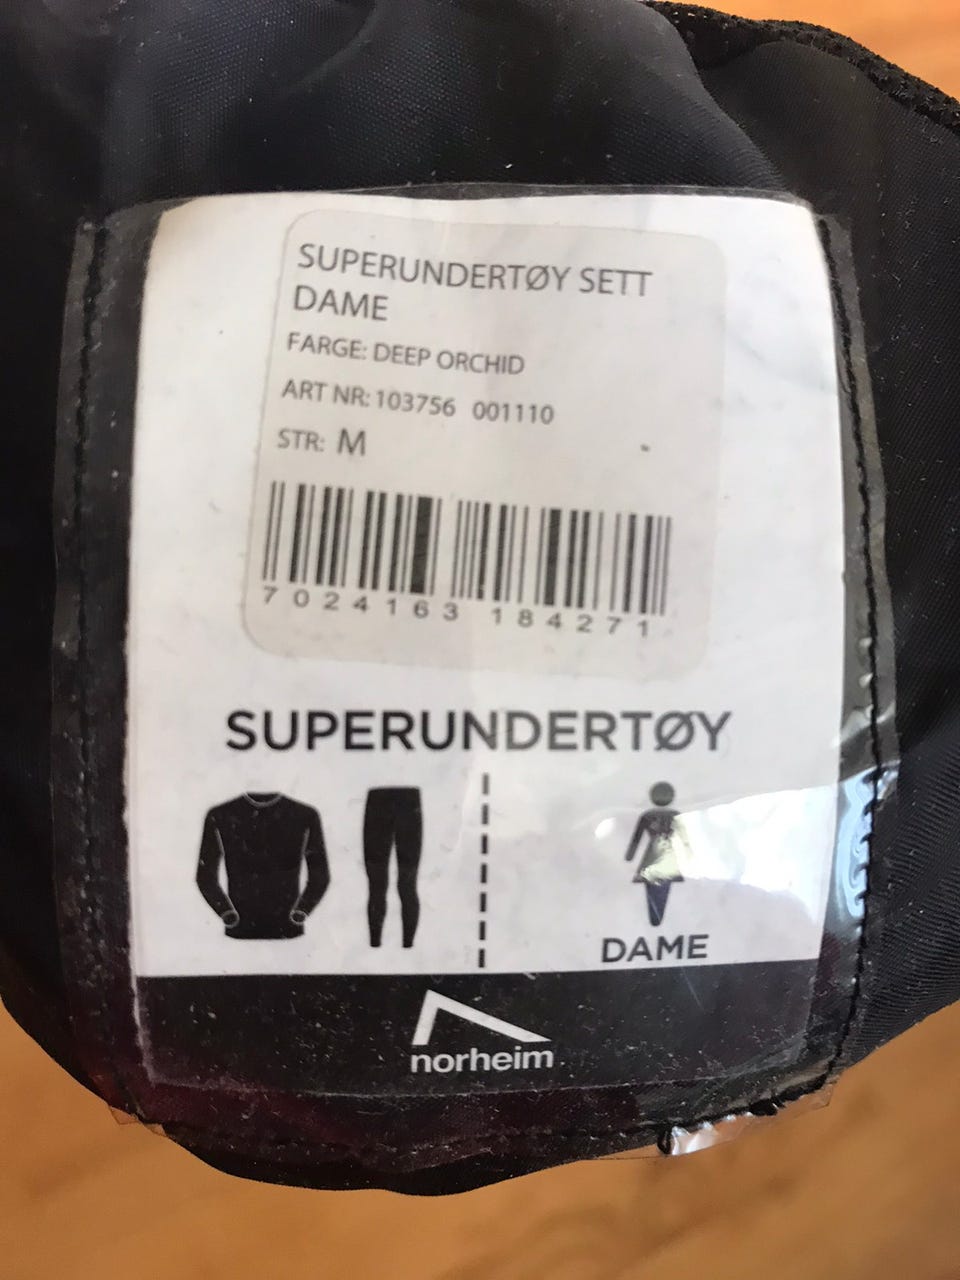 SUPERUNDERTØY SETT
DAME
FARGE: DEEP ORCHID
ART NR: 103756 001110
STR: M
7024163 184271
SUPERUNDERTØY
DAME
norheim